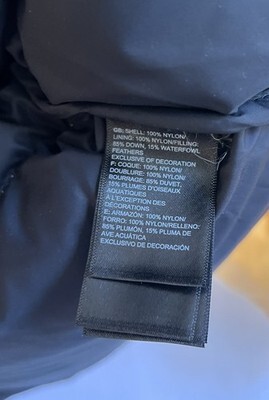 GB: SHELL: 100% NYLON/
LINING: 100% NYLON/FILLING:
85% DOWN, 15% WATERFOWL
FEATHERS
EXCLUSIVE OF DECORATION
F: COQUE: 100% NYLON/
DOUBLURE: 100% NYLON/
BOURRAGE: 85% DUVET,
15% PLUMES D'OISEAUX
AQUATIQUES
À L'EXCEPTION DES
DÉCORATIONS
E: ARMAZÓN: 100% NYLON/
FORRO: 100% NYLON/RELLENO:
85% PLUMÓN, 15% PLUMA DE
AVE ACUÁTICA
EXCLUSIVO DE DECORACIÓN